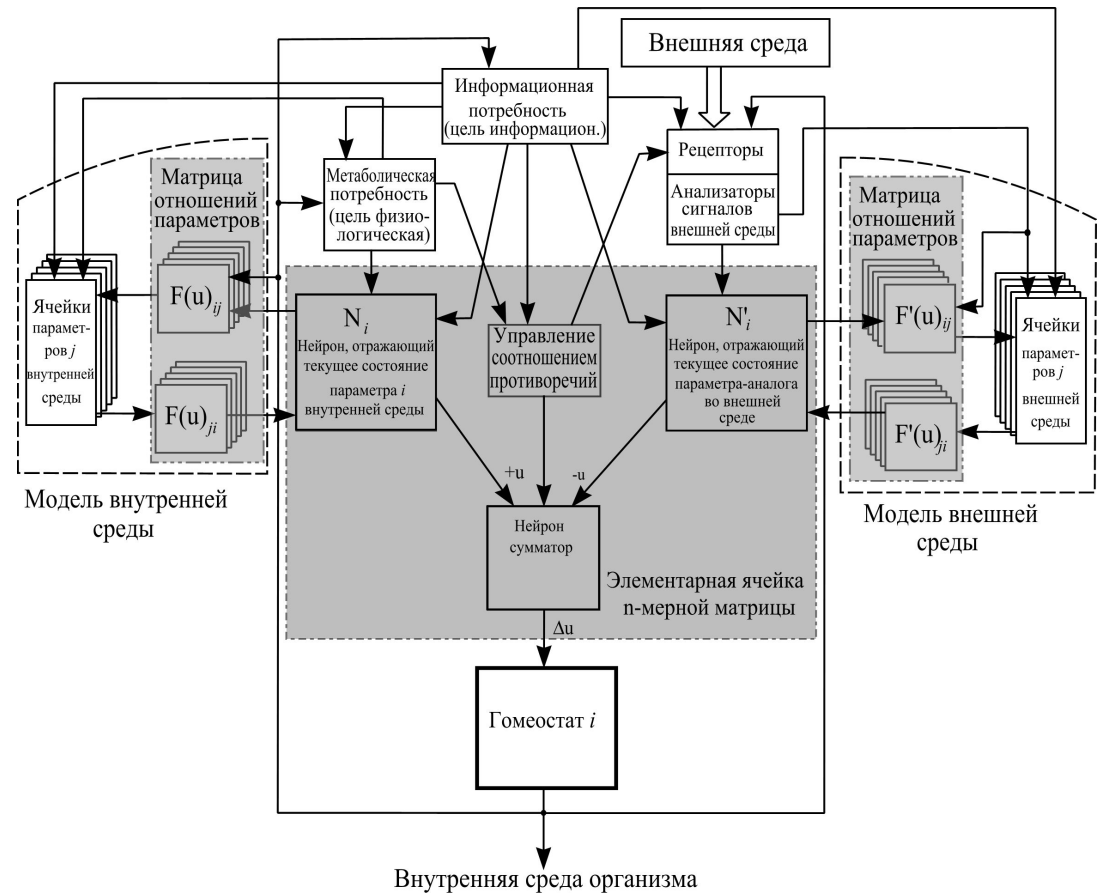 Внешняя среда
Информационная
потребность
(цель информацион.)
Рецепторы
Анализаторы
сигналов
внешней среды
Метаболическая
потребность
(цель физио-
логическая)
Матрица
отношений
параметров
F(u)ij
F(u)ji
Ячейки
парамет-
ров j
внутренней
среды
Модель внутренней
среды
Ni
Нейрон, отражающий
текущее состояние
параметра i
внутренней среды
Управление
соотношением
противоречий
N'i
Нейрон, отражающий
текущее состояние
параметра-аналога
во внешней
среде
Матрица
отношений
параметров
F'(u)ij
F'(u)ji
Ячейки
парамет-
ров j
внешней
среды
Модель внешней
среды
+u
-u
Нейрон
сумматор
Элементарная ячейка
n-мерной матрицы
Δu
Гомеостат i
Внутренняя среда организма